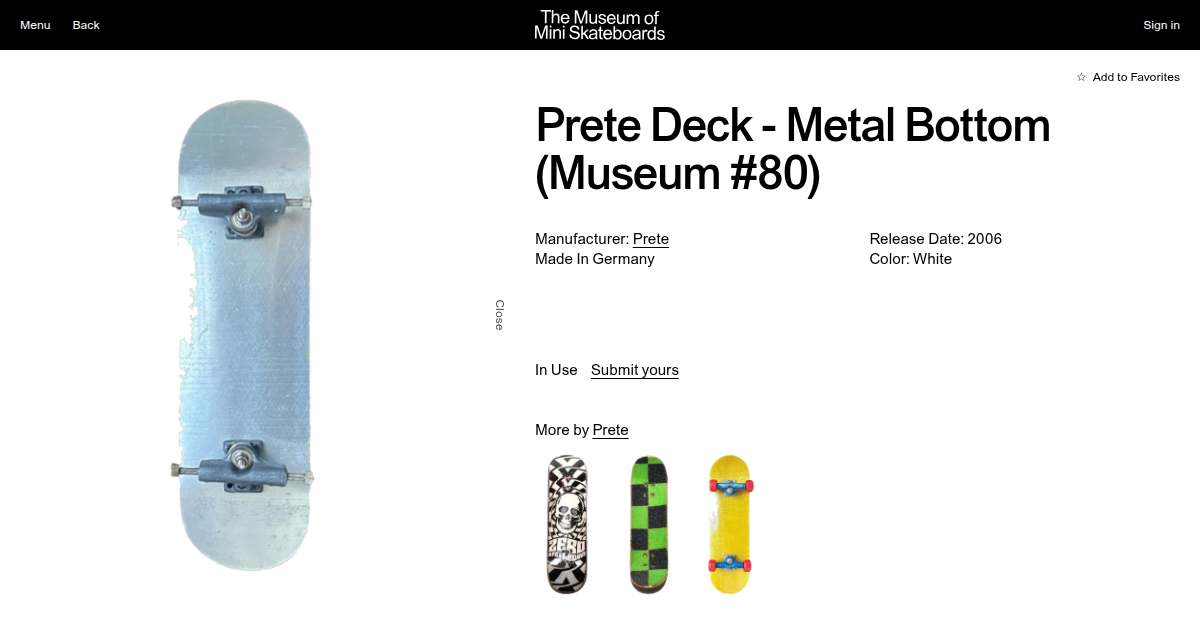 Menu
Back
The Museum of
Mini Skateboards
Sign in
☆ Add to Favorites
Prete Deck - Metal Bottom
(Museum #80)
Manufacturer: Prete
Made In Germany
Release Date: 2006
Color: White
Close
In Use
Submit yours
More by Prete
ZERO